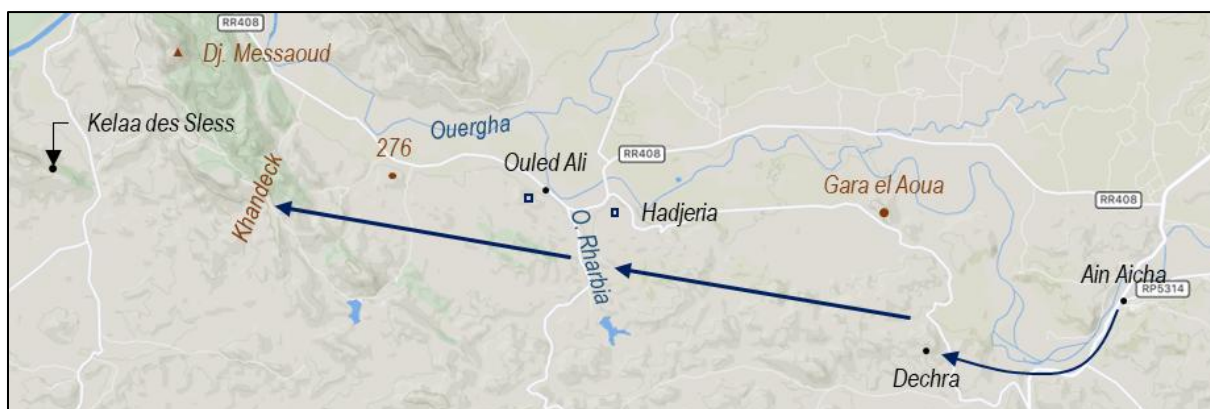 RR408
Dj. Messaoud
Kelaa des Sless
Ouergha
276
Ouled Ali
RR408
Khandeck
Hadjeria
O. Rharbia
Gara el Aoua
RR408
Ain Aicha
RP5314
Dechra